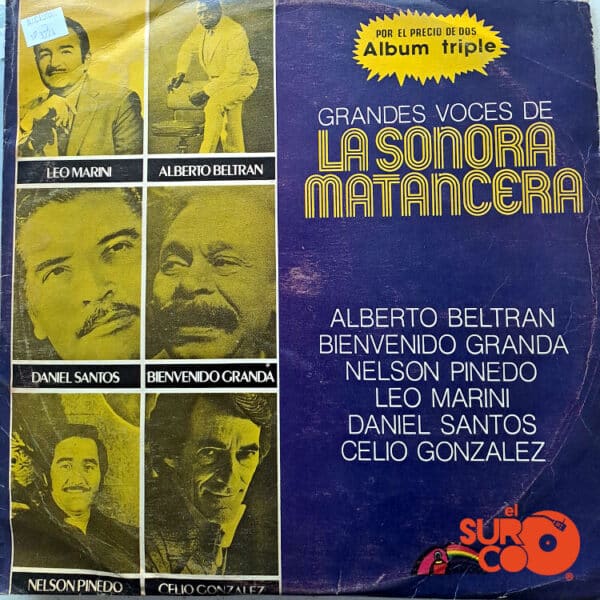 POR EL PRECIO DE DOS
Album triple
GRANDES VOCES DE
LA SONORA
MATANCERA
LEO MARINI
ALBERTO BELTRAN
DANIEL SANTOS
BIENVENIDO GRANDA
NELSON PINEDO
CELIO GONZALEZ
ALBERTO BELTRAN
BIENVENIDO GRANDA
NELSON PINEDO
LEO MARINI
DANIEL SANTOS
CELIO GONZALEZ
el
SURCO